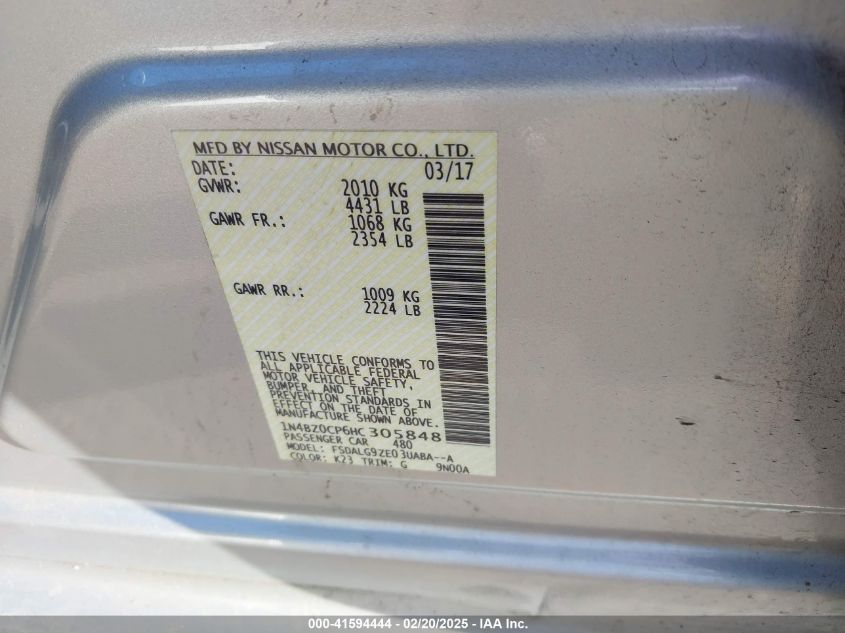 MFD BY NISSAN MOTOR CO., LTD.
DATE: 03/17
GVWR: 2010 KG
4431 LB
GAWR FR.: 1068 KG
2354 LB
GAWR RR.: 1009 KG
2224 LB
THIS VEHICLE CONFORMS TO
ALL APPLICABLE FEDERAL
MOTOR VEHICLE SAFETY,
BUMPER, AND THEFT
PREVENTION STANDARDS IN
EFFECT ON THE DATE OF
MANUFACTURE SHOWN ABOVE.
1N4BZ0CP6HC305848
PASSENGER CAR 480
MODEL: FSDALG9ZE03UABA--A
COLOR: K23 TRIM: G 9N00A
000-41594444 - 02/20/2025 - IAA Inc.